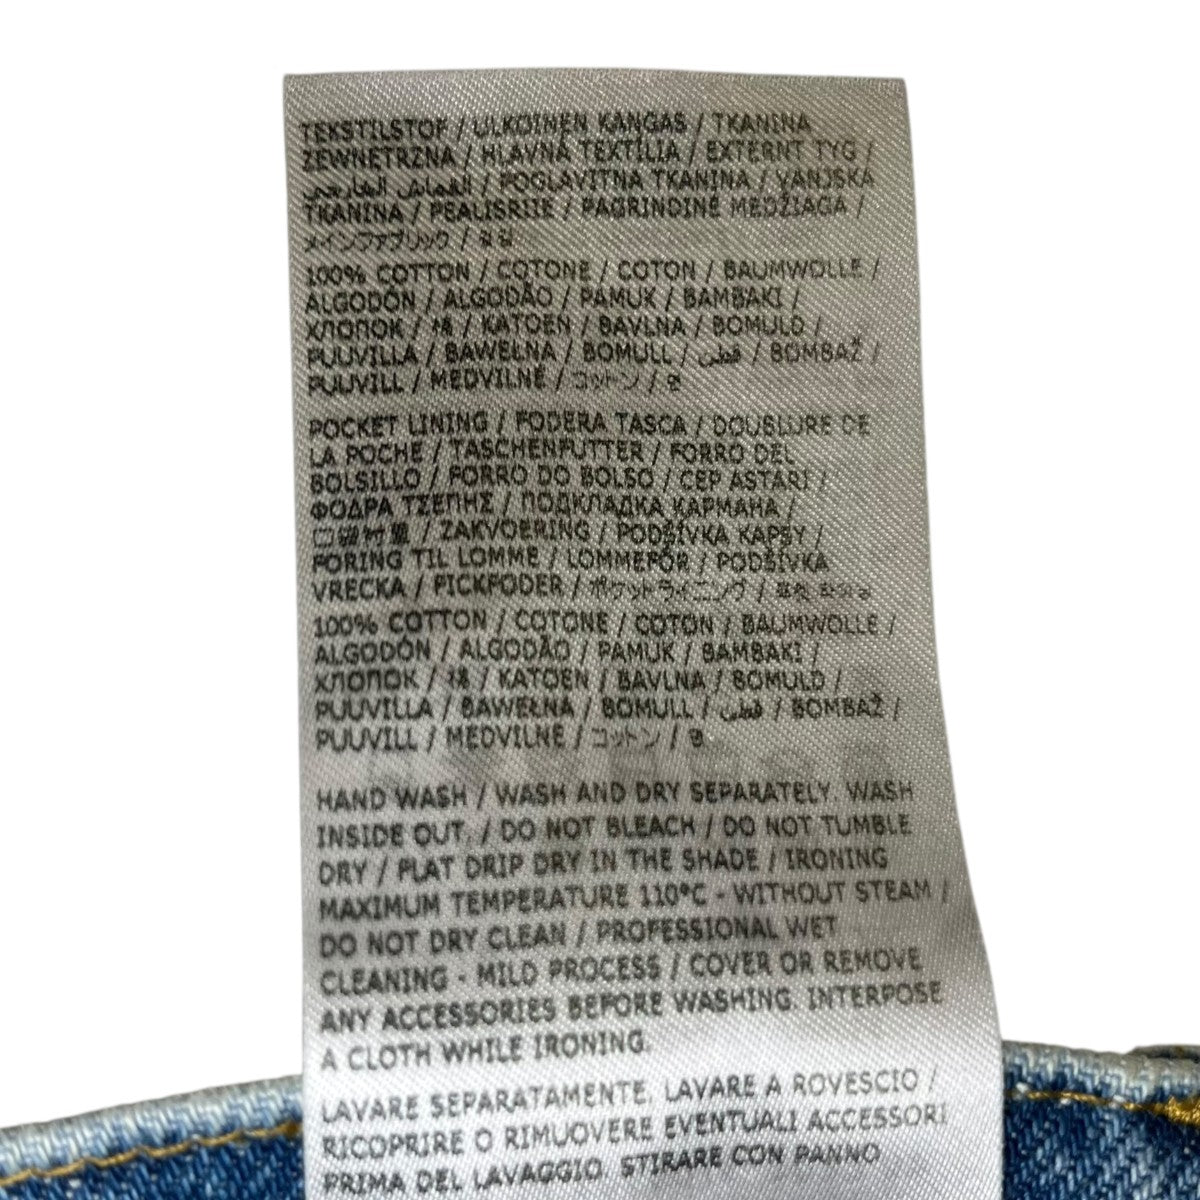 TEKSTILSTOF / ULKOINEN KANGAS / TKANINA
ZEWNETRZNA / HLAVNÁ TEXTÍLIA / EXTERNT TYG /
القماش الخارجي / POGLAVITNA TKANINA / VANJSKA
TKANINA / PEALISRIIE / PAGRINDINĖ MEDŽIAGA /
メインファブリック / 겉감
100% COTTON / COTONE / COTON / BAUMWOLLE /
ALGODÓN / ALGODÃO / PAMUK / BAMBAKI /
ХЛОПОК / 棉 / KATOEN / BAVLNA / BOMULD /
PUUVILLA / BAWEŁNA / BOMULL / قطن / BOMBAŽ /
PUUVILL / MEDVILNĖ / コットン / 면
POCKET LINING / FODERA TASCA / DOUBLURE DE
LA POCHE / TASCHENFUTTER / FORRO DEL
BOLSILLO / FORRO DO BOLSO / CEP ASTARI /
ΦΟΔΡΑ ΤΣΕΠΗΣ / ПОДКЛАДКА КАРМАНА /
口袋衬里 / ZAKVOERING / PODŠÍVKA KAPSY /
FORING TIL LOMME / LOMMEFÔR / PODŠÍVKA
VRECKA / FICKFODER / ポケットライニング /
100% COTTON / COTONE / COTON / BAUMWOLLE /
ALGODÓN / ALGODÃO / PAMUK / BAMBAKI /
ХЛОПОК / 棉 / KATOEN / BAVLNA / BOMULD /
PUUVILLA / BAWEŁNA / BOMULL / قطن / BOMBAŽ /
PUUVILL / MEDVILNĖ / コットン / 면
HAND WASH / WASH AND DRY SEPARATELY. WASH
INSIDE OUT. / DO NOT BLEACH / DO NOT TUMBLE
DRY / FLAT DRIP DRY IN THE SHADE / IRONING
MAXIMUM TEMPERATURE 110°C - WITHOUT STEAM /
DO NOT DRY CLEAN / PROFESSIONAL WET
CLEANING - MILD PROCESS / COVER OR REMOVE
ANY ACCESSORIES BEFORE WASHING. INTERPOSE
A CLOTH WHILE IRONING.
LAVARE SEPARATAMENTE. LAVARE A ROVESCIO /
RICOPRIRE O RIMUOVERE EVENTUALI ACCESSORI
PRIMA DEL LAVAGGIO. STIRARE CON PANNO